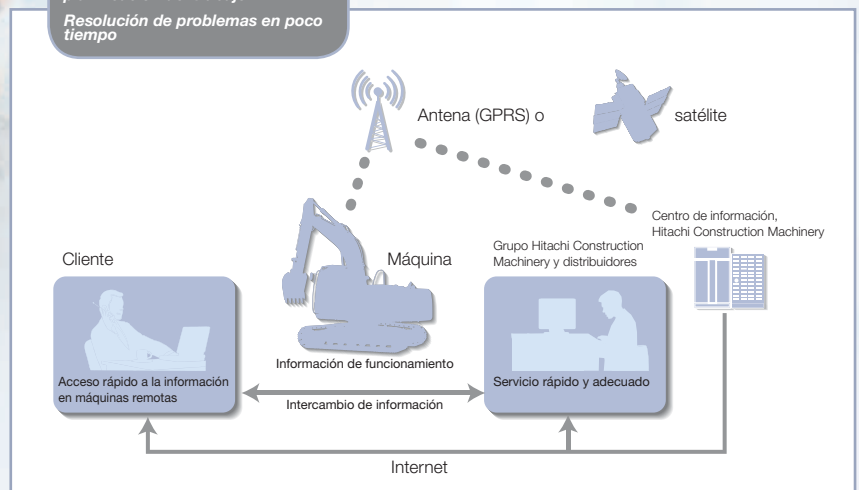 Resolución de problemas en poco
tiempo
Antena (GPRS) o
satélite
Centro de información,
Hitachi Construction Machinery
Grupo Hitachi Construction
Machinery y distribuidores
Cliente
Máquina
Información de funcionamiento
Acceso rápido a la información
en máquinas remotas
Servicio rápido y adecuado
Intercambio de información
Internet